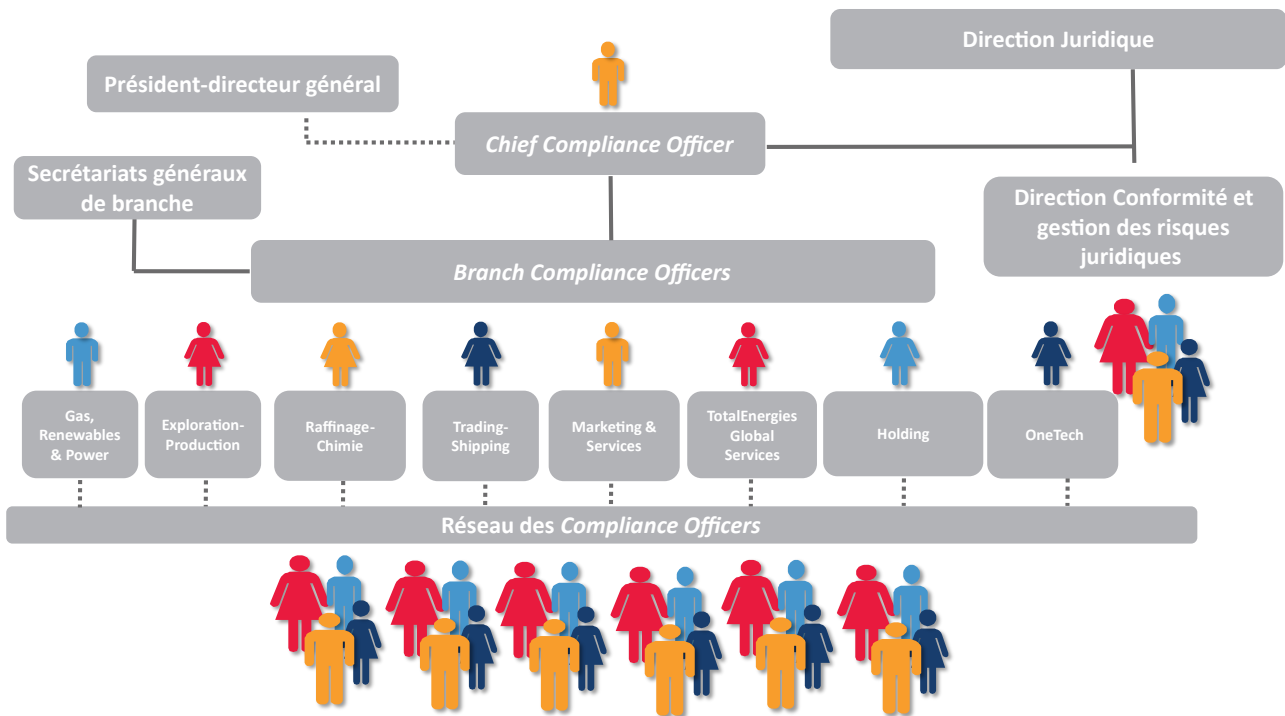 Direction Juridique
Président-directeur général
Chief Compliance Officer
Secrétariats généraux
de branche
Direction Conformité et
gestion des risques
juridiques
Branch Compliance Officers
Gas,
Renewables
& Power
Exploration-
Production
Raffinage-
Chimie
Trading-
Shipping
Marketing &
Services
TotalEnergies
Global
Services
Holding
OneTech
Réseau des Compliance Officers